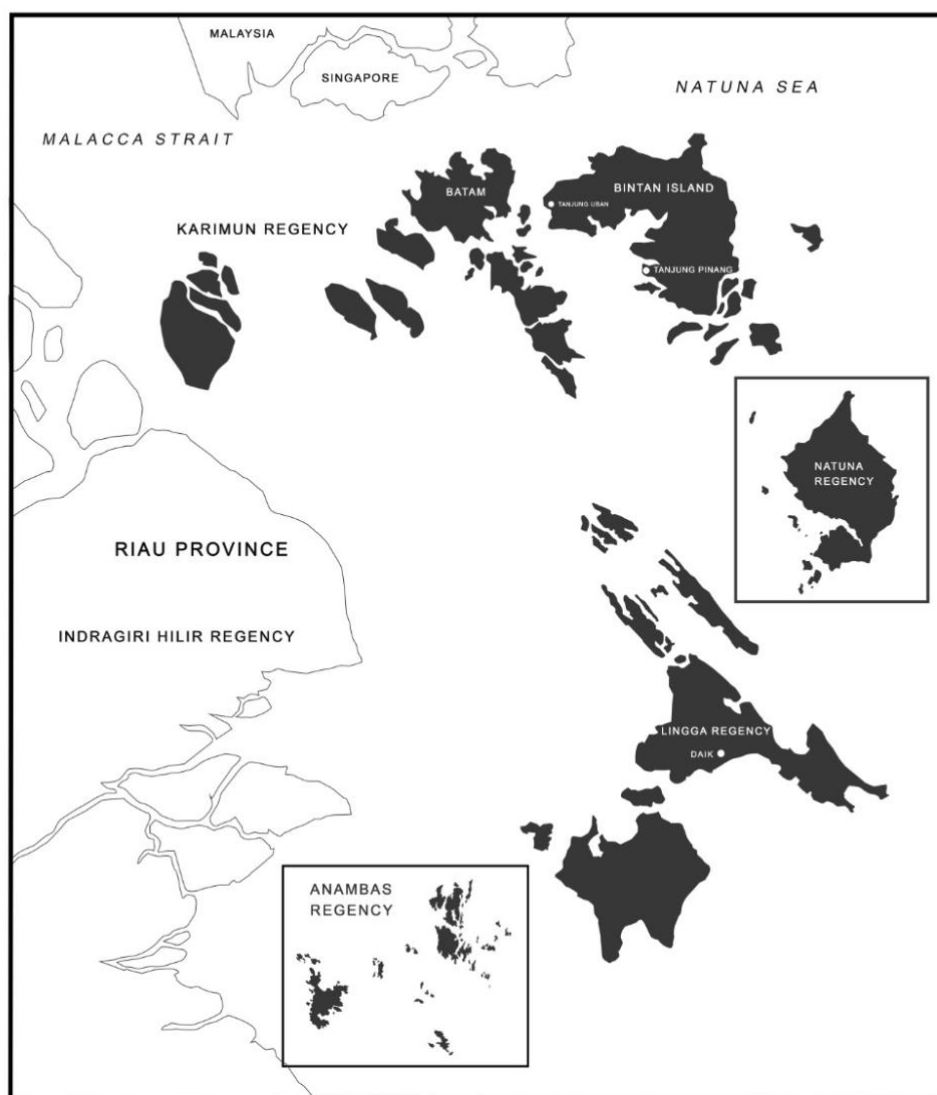 MALAYSIA
SINGAPORE
NATUNA SEA
MALACCA STRAIT
BATAM
BINTAN ISLAND
TANJUNG UBAN
KARIMUN REGENCY
TANJUNG PINANG
NATUNA
REGENCY
RIAU PROVINCE
INDRAGIRI HILIR REGENCY
LINGGA REGENCY
DAIK
ANAMBAS
REGENCY